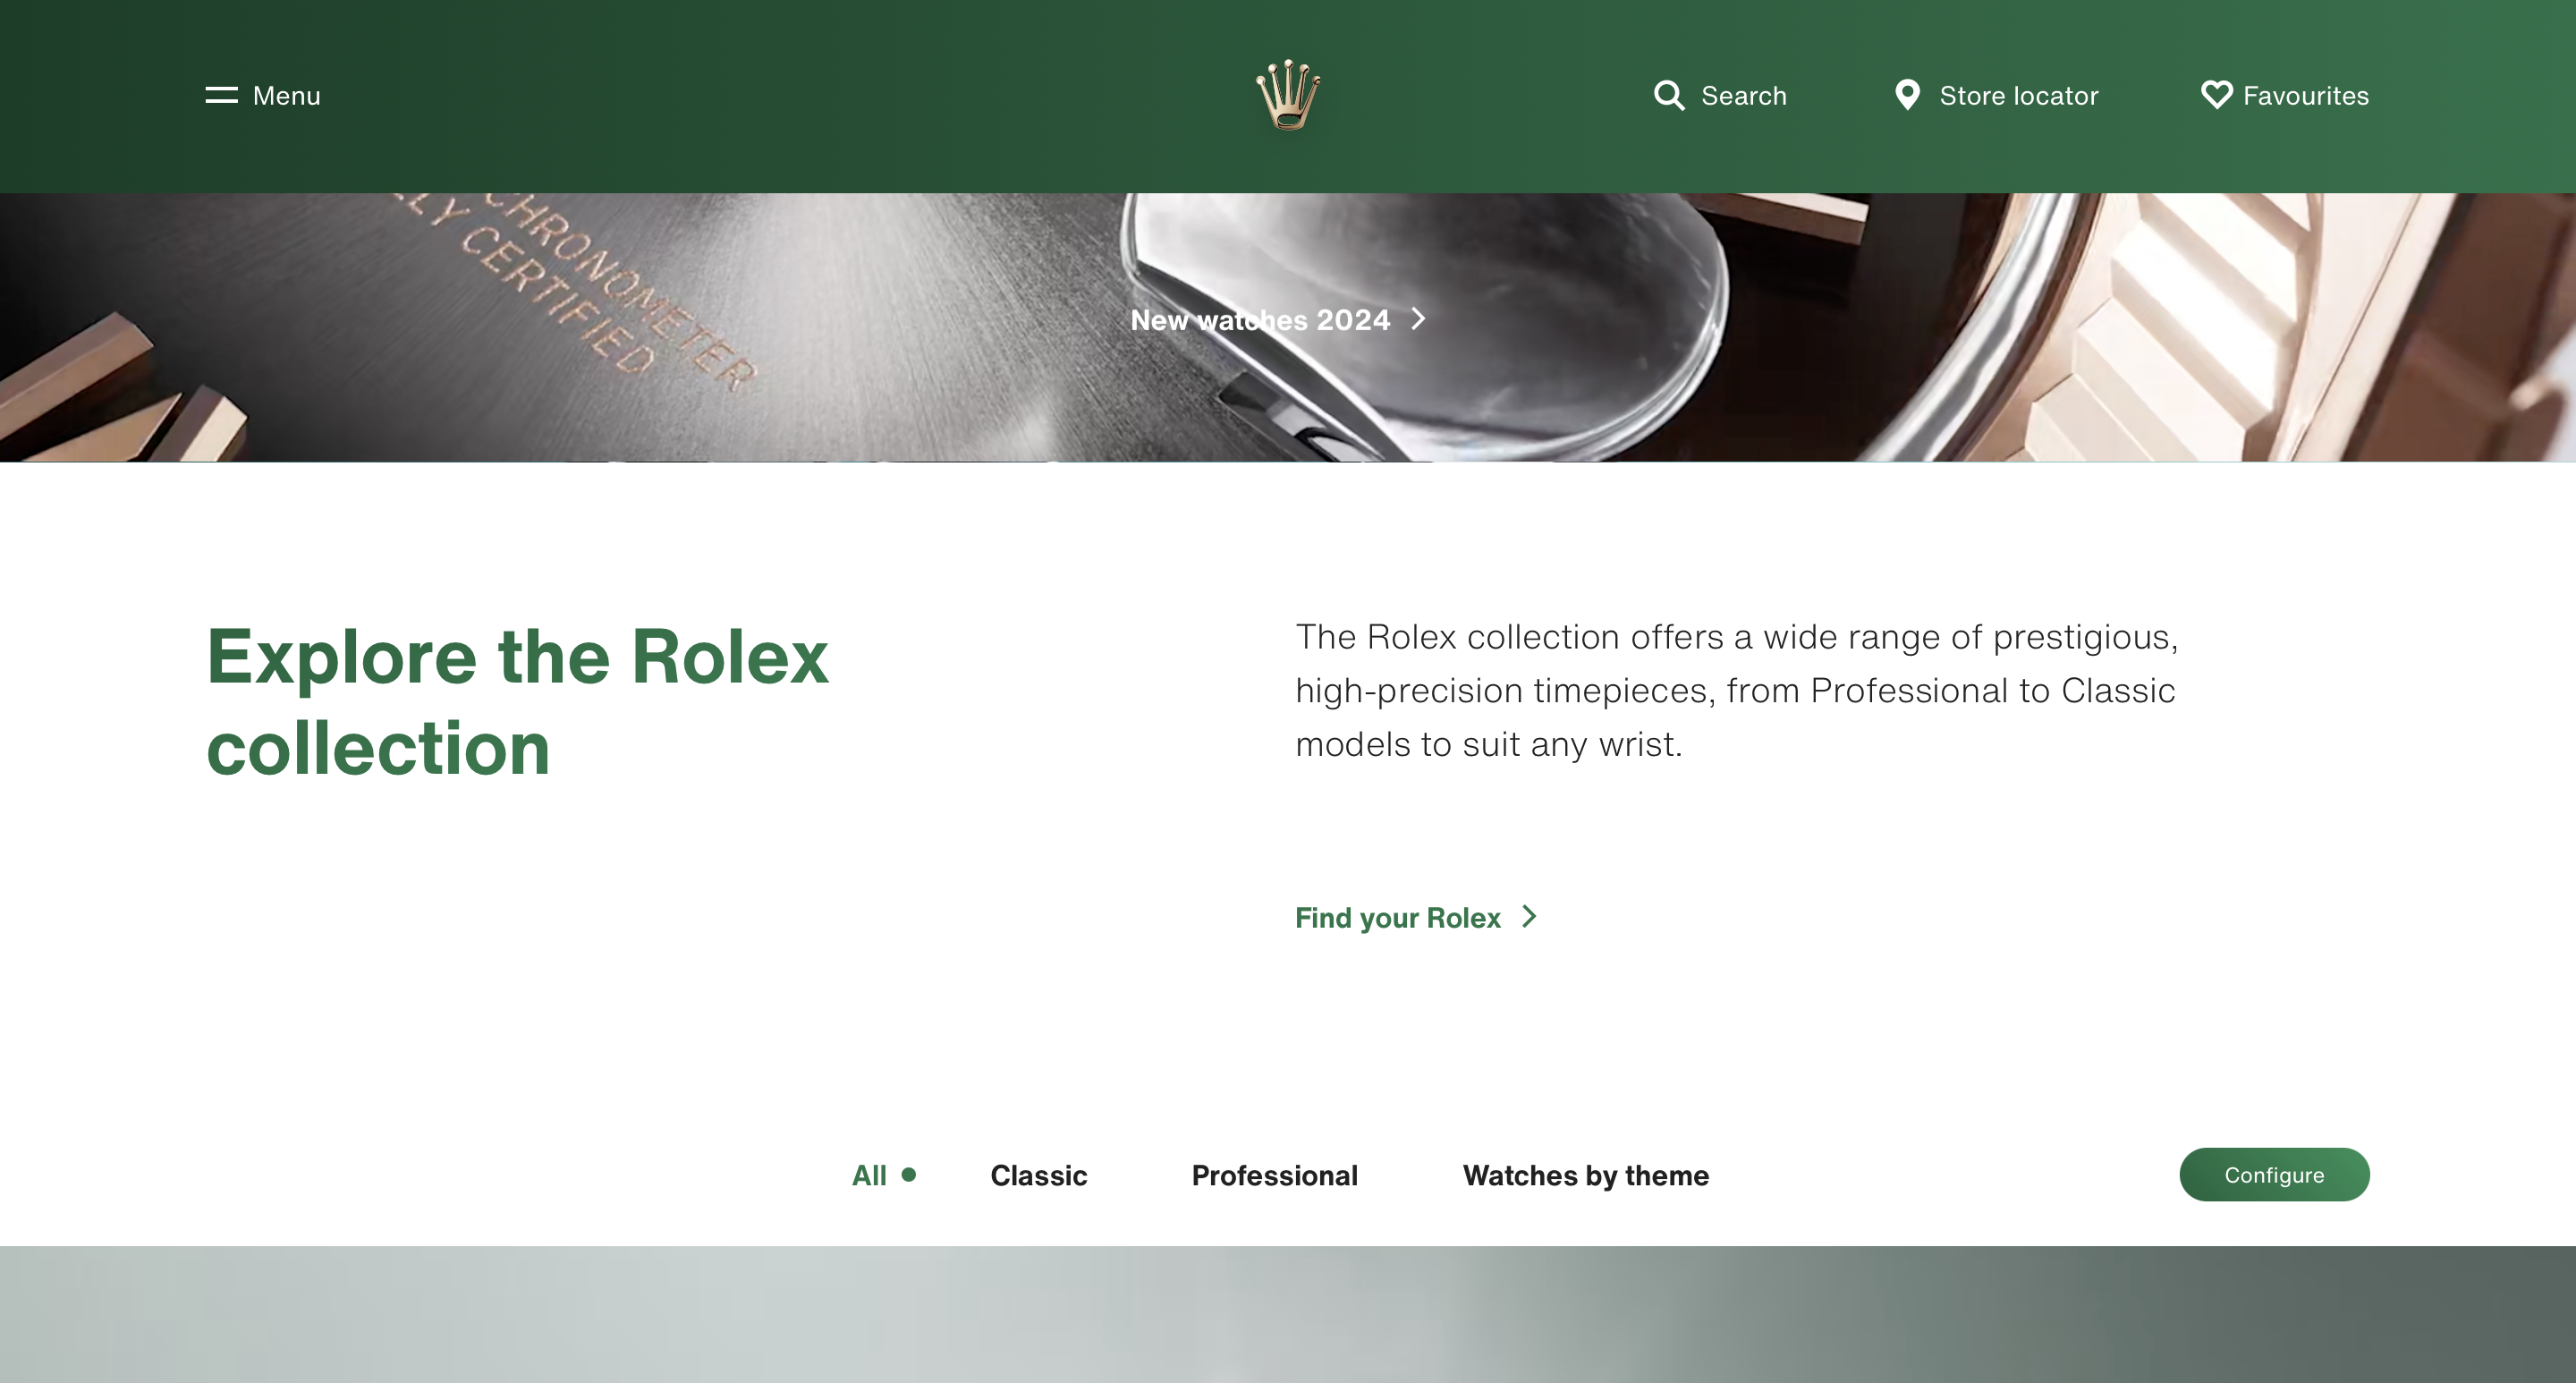 Menu
Search
Store locator
Favourites
CHRONOMETER
LLY CERTIFIED
New watches 2024
Explore the Rolex
collection
The Rolex collection offers a wide range of prestigious,
high-precision timepieces, from Professional to Classic
models to suit any wrist.
Find your Rolex
All
Classic
Professional
Watches by theme
Configure